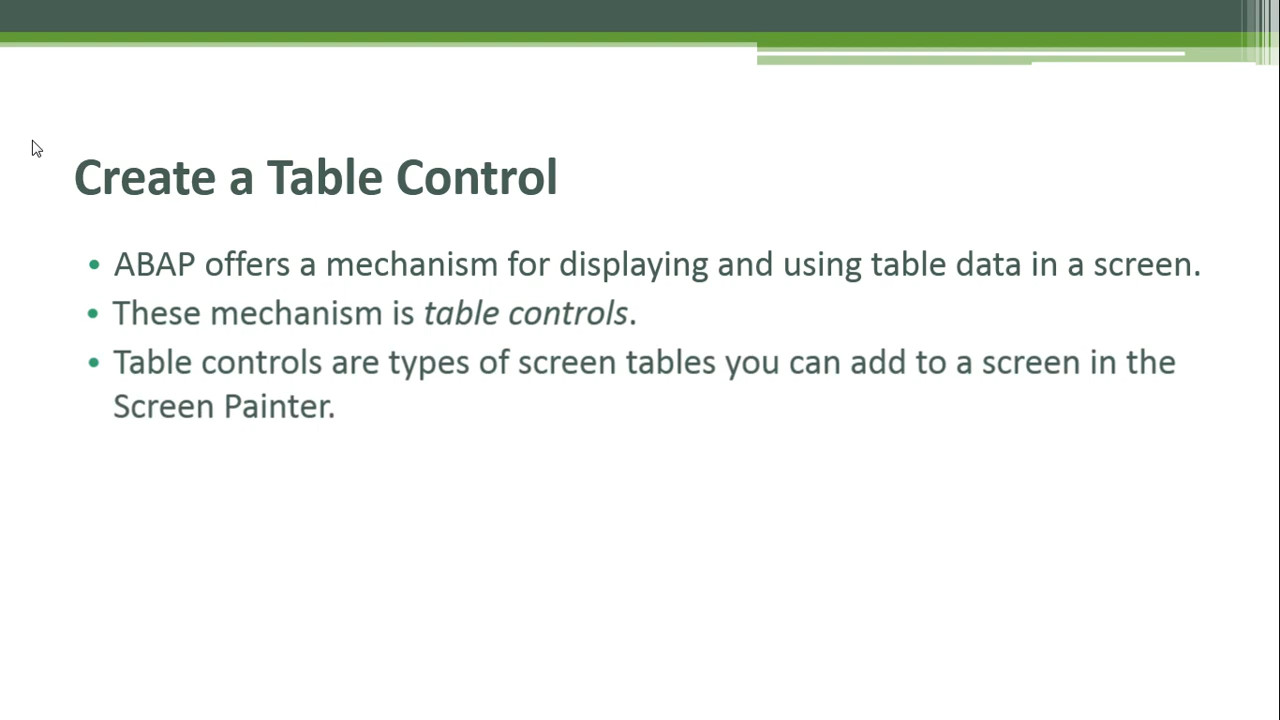 Create a Table Control
• ABAP offers a mechanism for displaying and using table data in a screen.
• These mechanism is table controls.
• Table controls are types of screen tables you can add to a screen in the
Screen Painter.